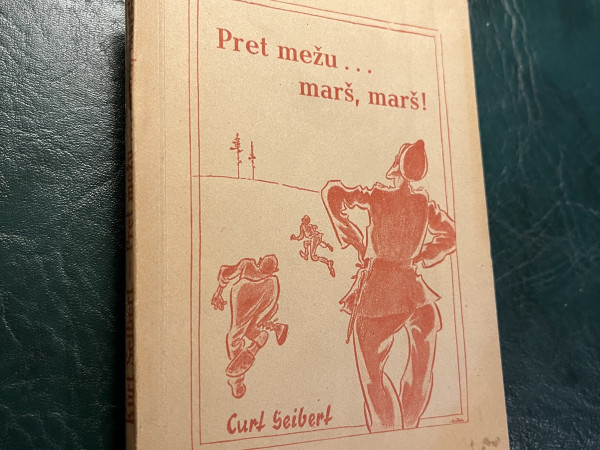 Pret mežu...
marš, marš!
Curt Seibert
Kurt Seibert